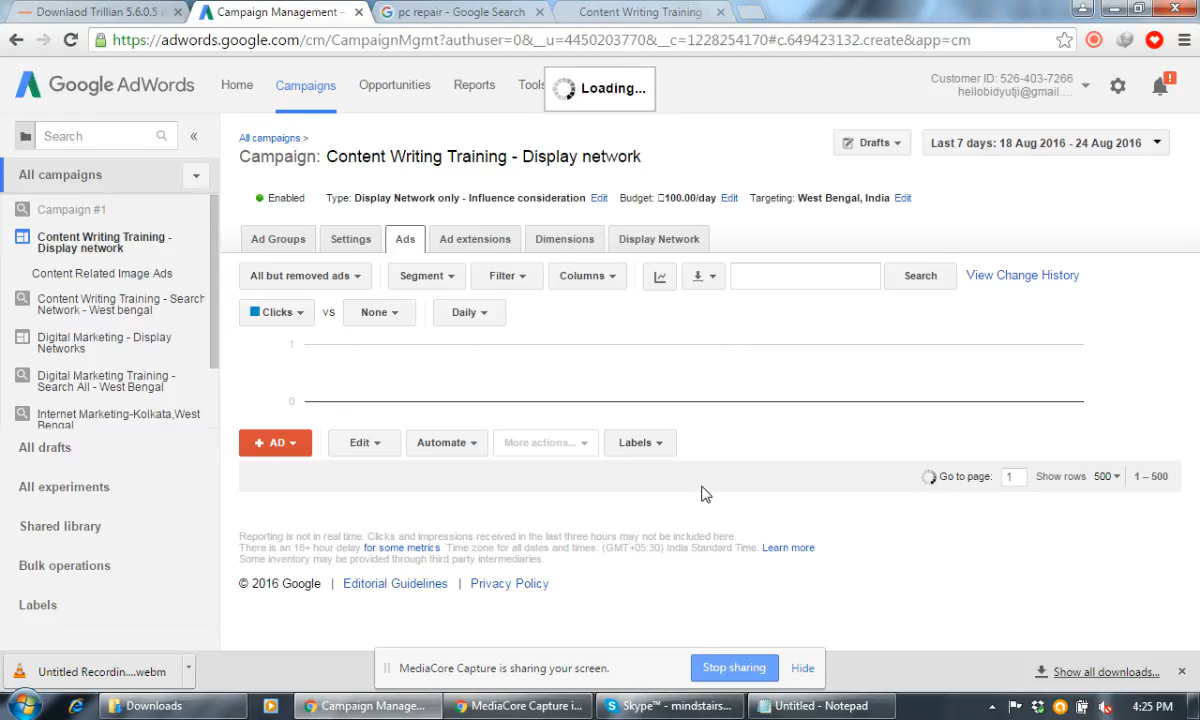 Downlaod Trillian 5.6.0.5
Campaign Management -
pc repair - Google Search
Content Writing Training
https://adwords.google.com/cm/CampaignMgmt?authuser=0&__u=4450203770&__c=1228254170#c.649423132.create&app=cm
Google AdWords
Home
Campaigns
Opportunities
Reports
Tools
Loading...
Customer ID: 526-403-7266
hellobidyutji@gmail....
Search
All campaigns >
Campaign: Content Writing Training - Display network
Drafts
Last 7 days: 18 Aug 2016 - 24 Aug 2016
All campaigns
Campaign #1
Content Writing Training -
Display network
Content Related Image Ads
Content Writing Training - Search
Network - West bengal
Digital Marketing - Display
Networks
Digital Marketing Training -
Search All - West Bengal
Internet Marketing-Kolkata,West
Bengal
All drafts
All experiments
Shared library
Bulk operations
Labels
Enabled Type: Display Network only - Influence consideration Edit Budget: ▯100.00/day Edit Targeting: West Bengal, India Edit
Ad Groups
Settings
Ads
Ad extensions
Dimensions
Display Network
All but removed ads
Segment
Filter
Columns
Search
View Change History
Clicks
VS
None
Daily
1
0
+ AD
Edit
Automate
More actions...
Labels
Go to page: 1 Show rows 500 1 – 500
Reporting is not in real time. Clicks and impressions received in the last three hours may not be included here.
There is an 18+ hour delay for some metrics. Time zone for all dates and times: (GMT+05:30) India Standard Time. Learn more
Some inventory may be provided through third party intermediaries.
© 2016 Google | Editorial Guidelines | Privacy Policy
Untitled Recordin....webm
MediaCore Capture is sharing your screen.
Stop sharing
Hide
Show all downloads...
Downloads
Campaign Manage...
MediaCore Capture i...
Skype™ - mindstairs...
Untitled - Notepad
4:25 PM